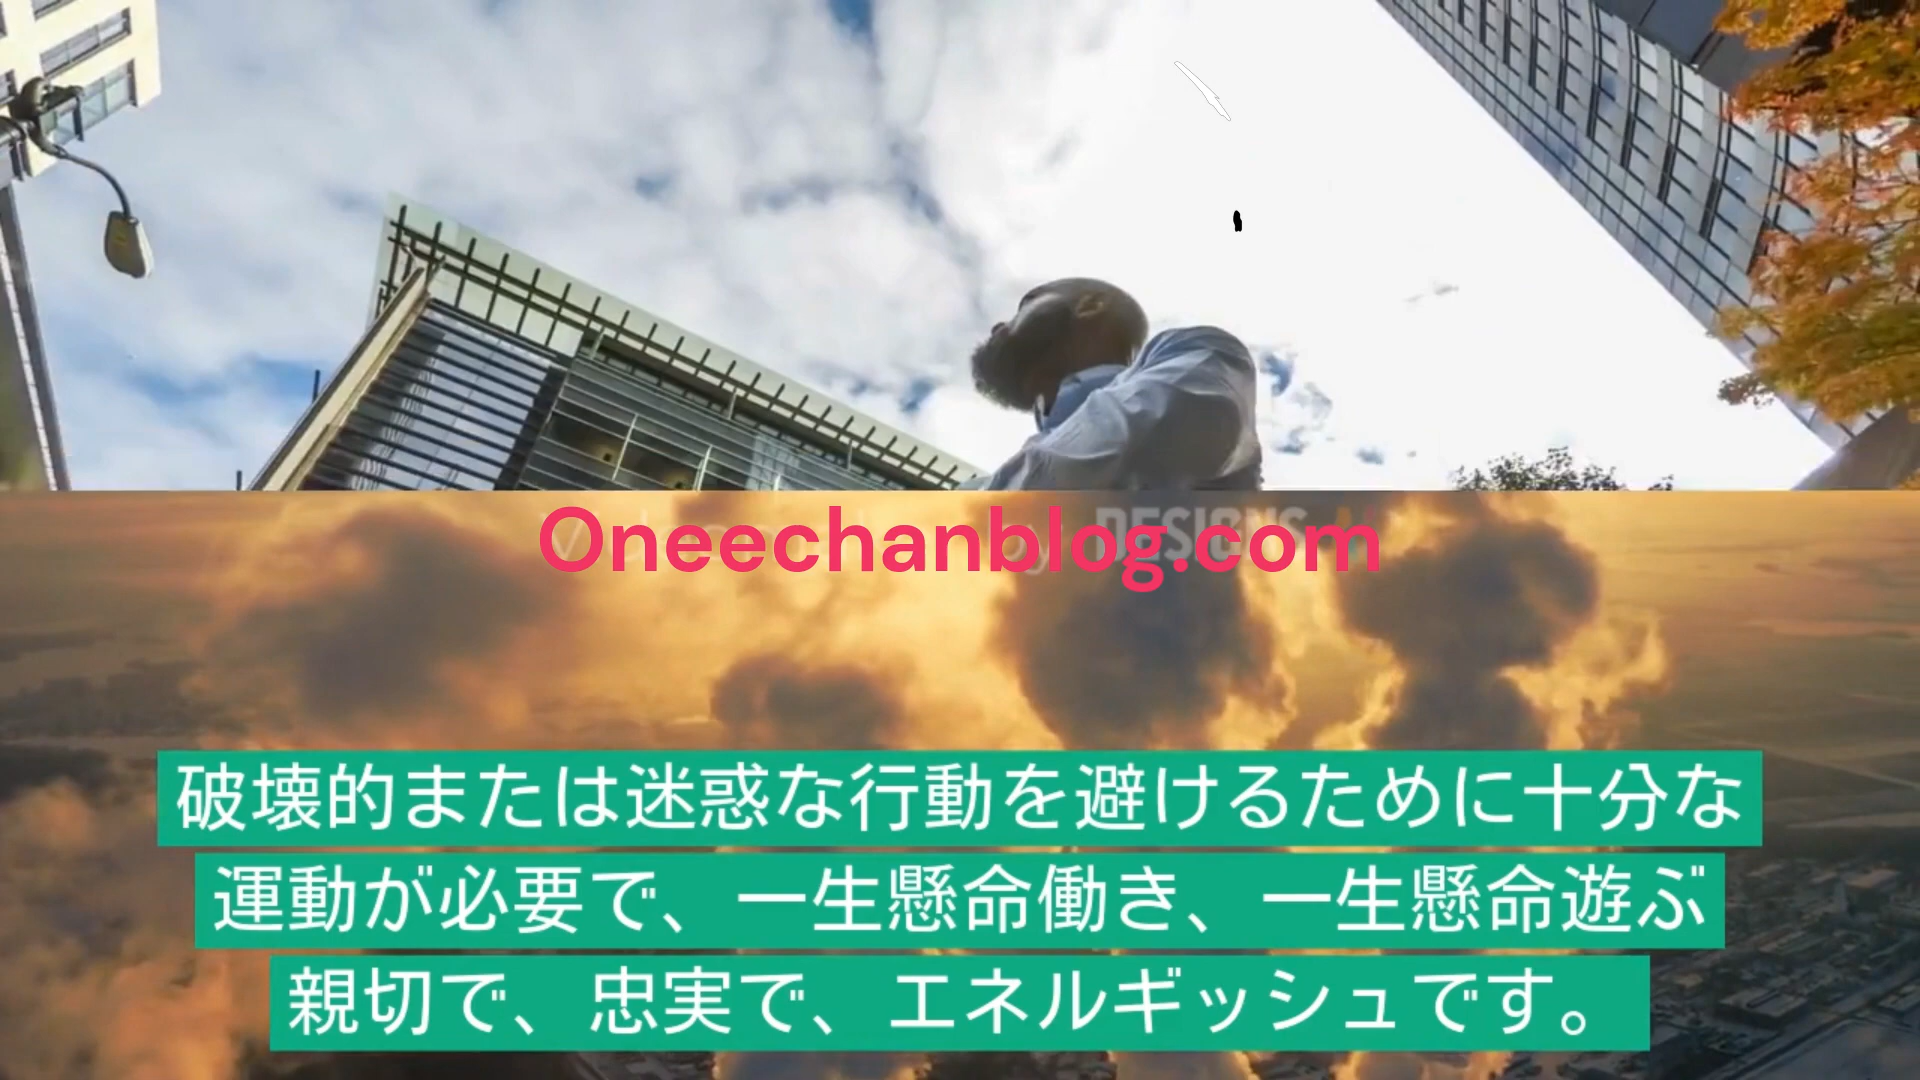 Oneechanblog.com
破壊的または迷惑な行動を避けるために十分な
運動が必要で、一生懸命働き、一生懸命遊ぶ
親切で、忠実で、エネルギッシュです。